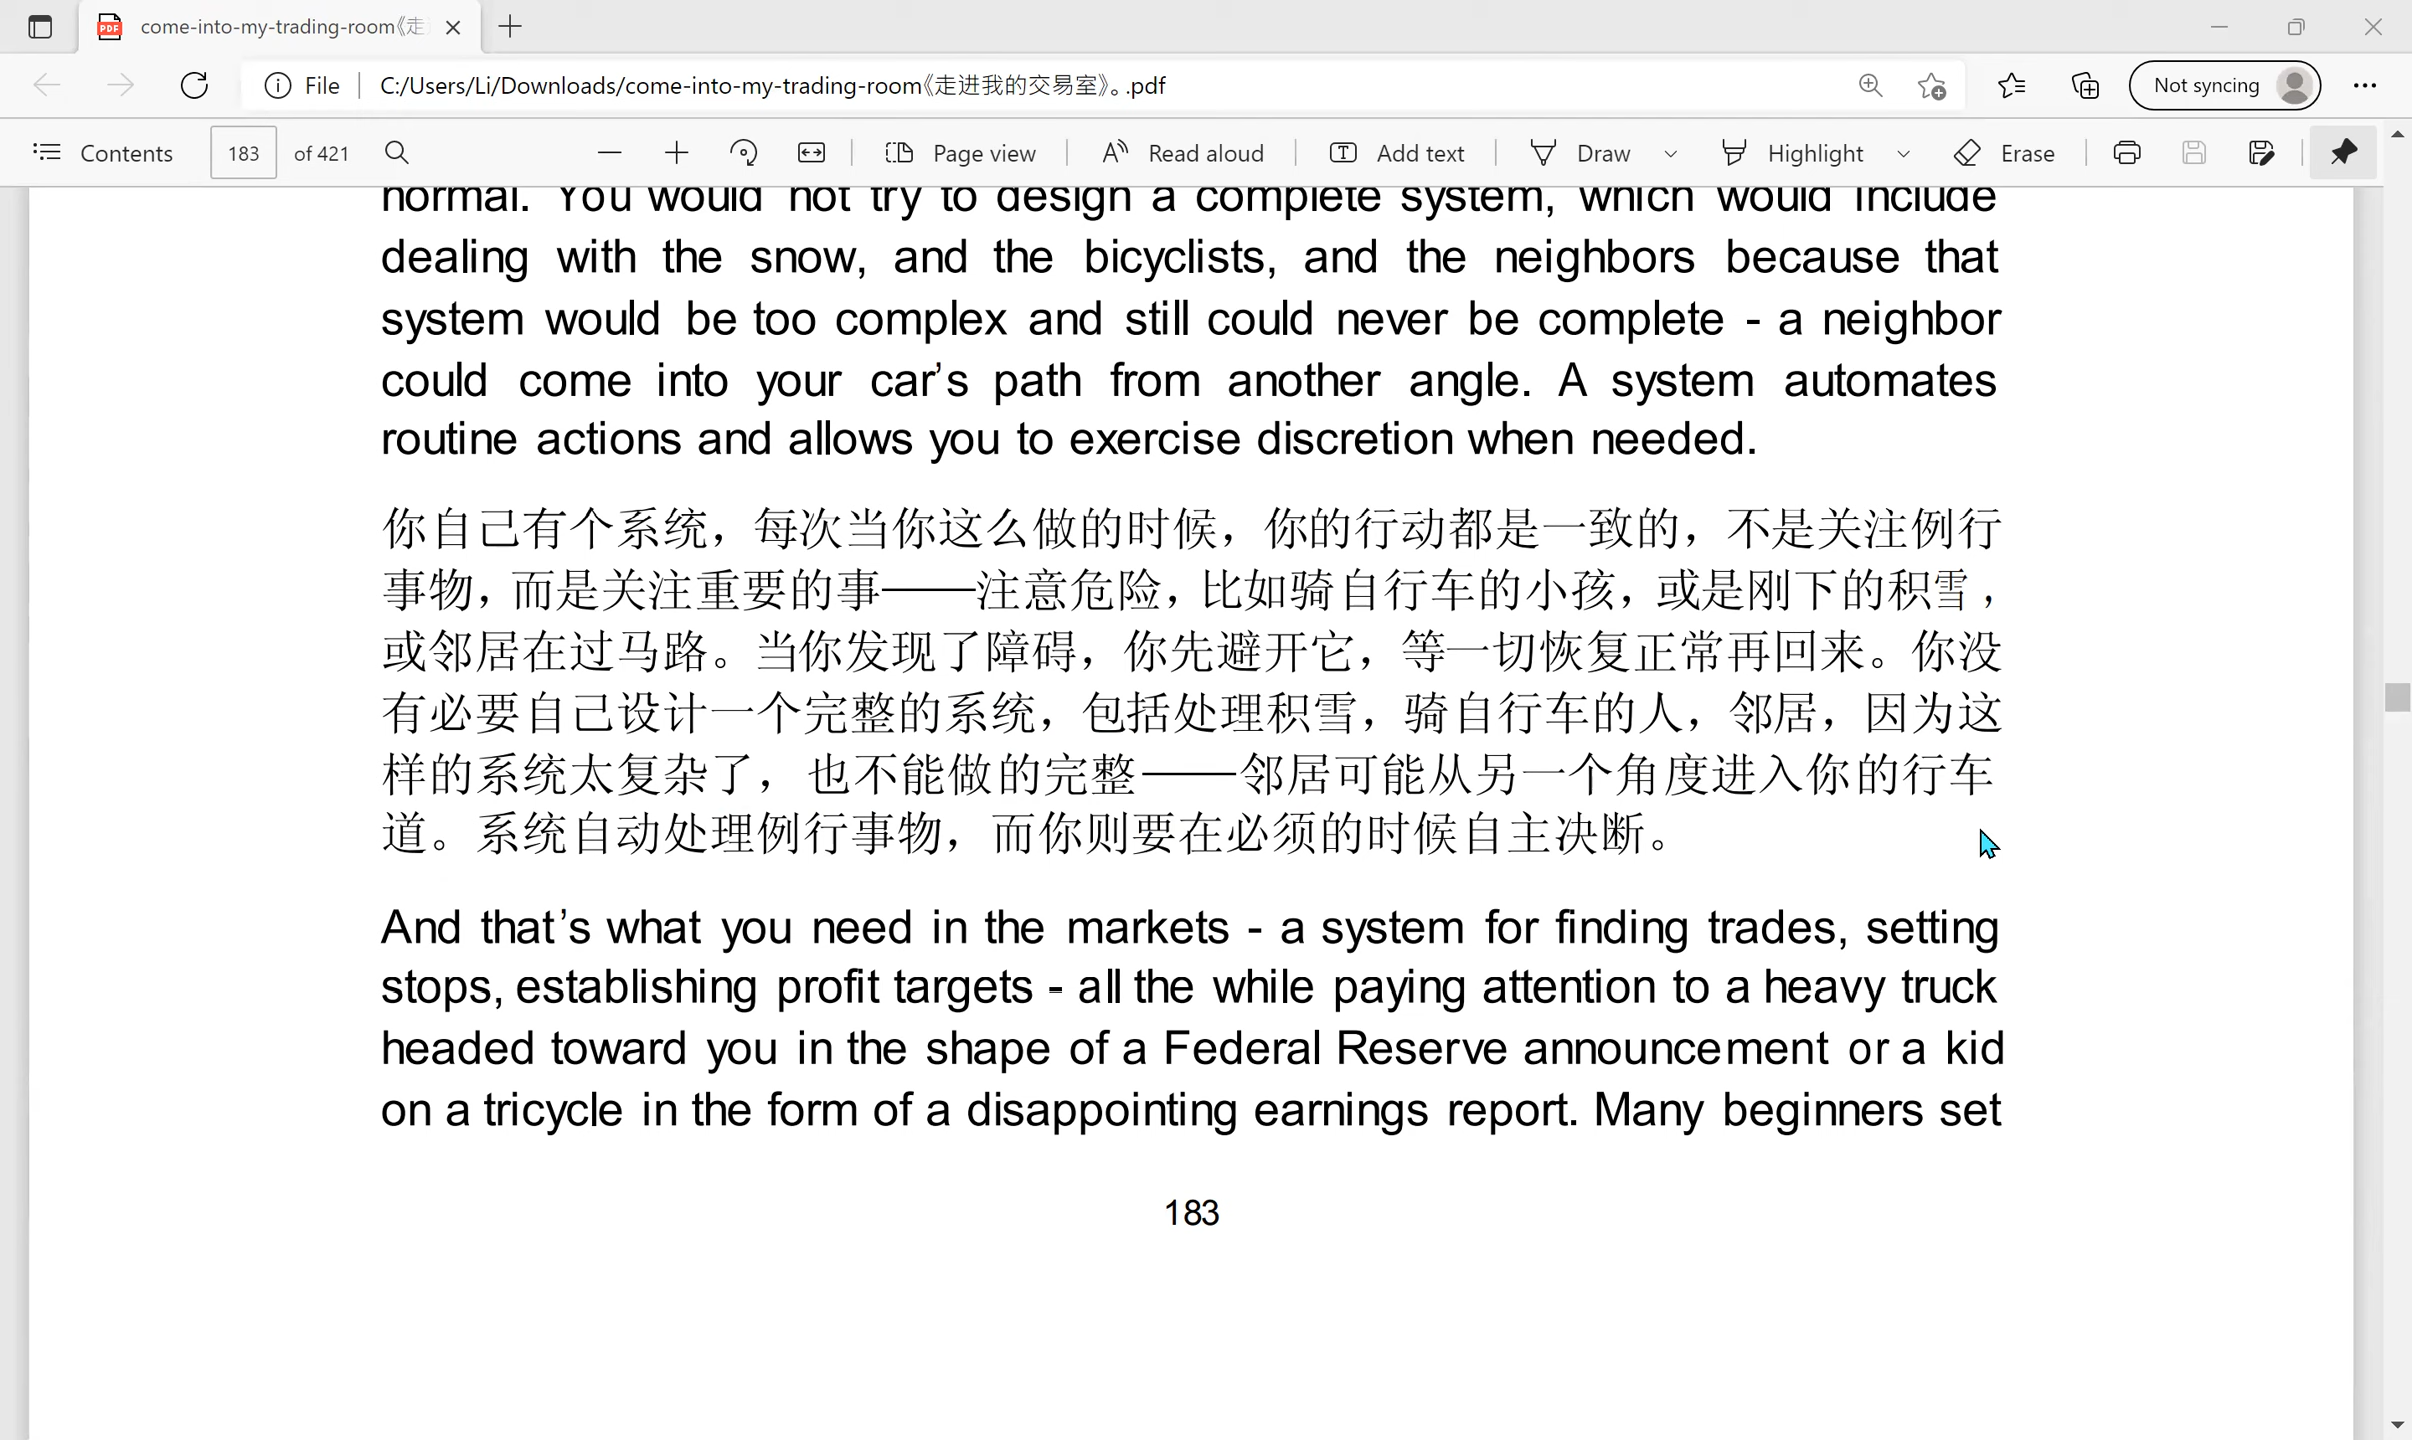 come-into-my-trading-room《走
File
C:/Users/Li/Downloads/come-into-my-trading-room《走进我的交易室》。.pdf
Not syncing
Contents
183
of 421
Page view
Read aloud
Add text
Draw
Highlight
Erase
normal. You would not try to design a complete system, which would include
dealing with the snow, and the bicyclists, and the neighbors because that
system would be too complex and still could never be complete - a neighbor
could come into your car’s path from another angle. A system automates
routine actions and allows you to exercise discretion when needed.
你自己有个系统，每次当你这么做的时候，你的行动都是一致的，不是关注例行
事物，而是关注重要的事——注意危险，比如骑自行车的小孩，或是刚下的积雪，
或邻居在过马路。当你发现了障碍，你先避开它，等一切恢复正常再回来。你没
有必要自己设计一个完整的系统，包括处理积雪，骑自行车的人，邻居，因为这
样的系统太复杂了，也不能做的完整——邻居可能从另一个角度进入你的行车
道。系统自动处理例行事物，而你则要在必须的时候自主决断。
And that’s what you need in the markets - a system for finding trades, setting
stops, establishing profit targets - all the while paying attention to a heavy truck
headed toward you in the shape of a Federal Reserve announcement or a kid
on a tricycle in the form of a disappointing earnings report. Many beginners set
183